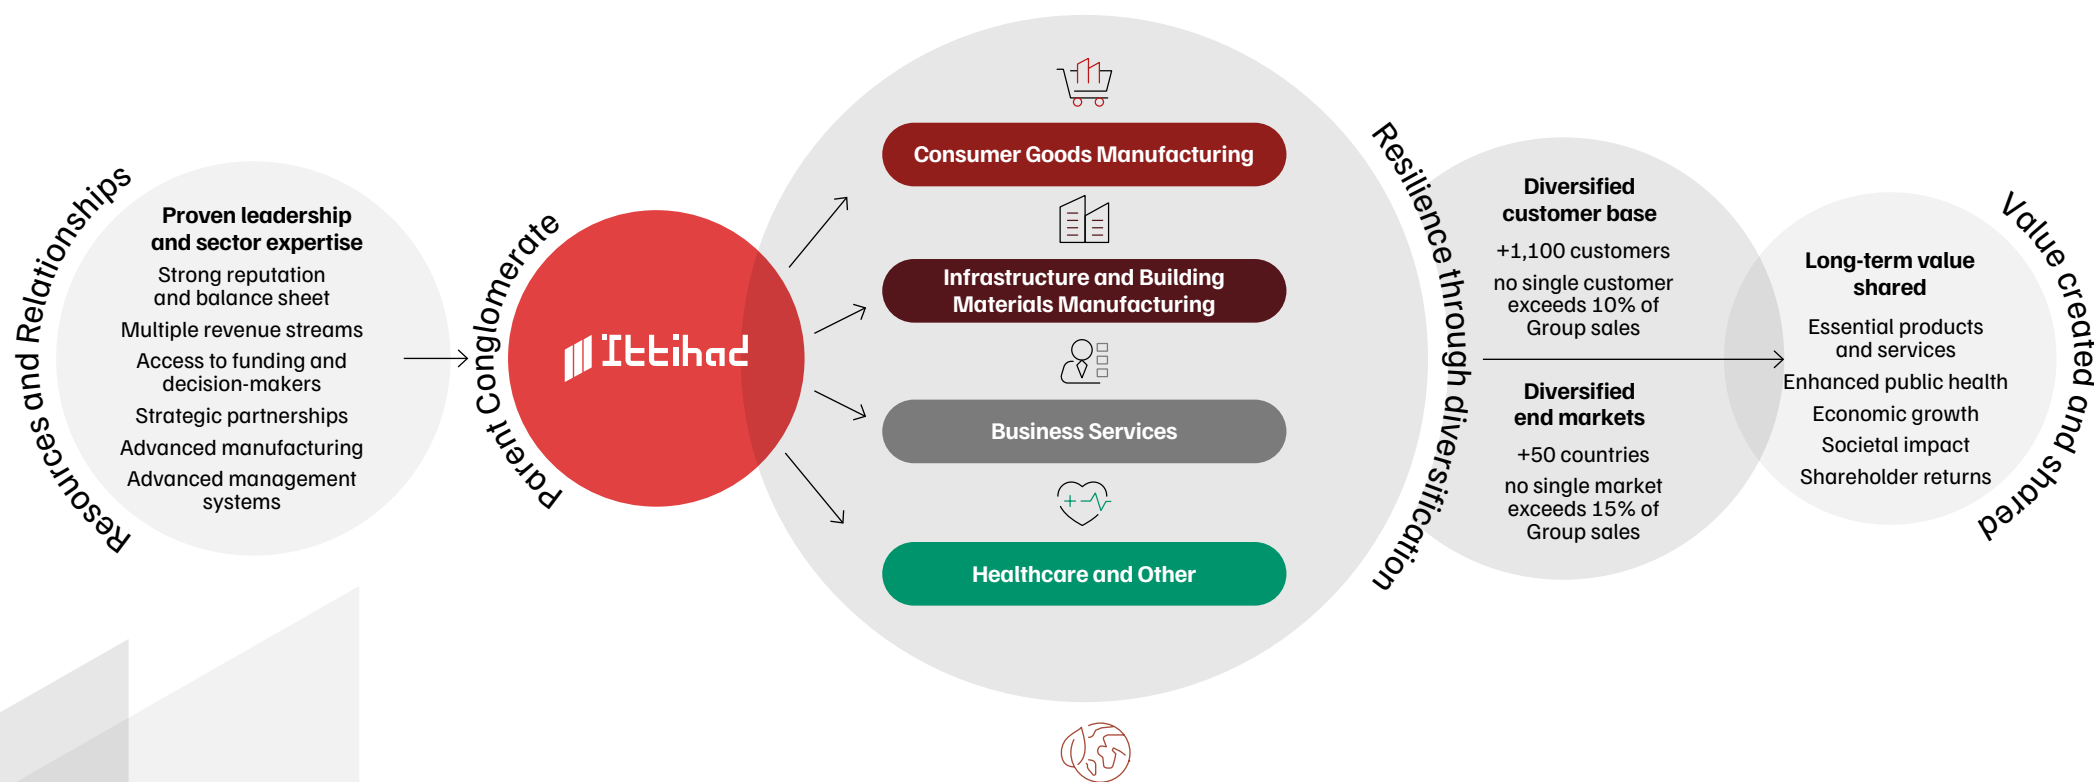 Resources and Relationships
Proven leadership
and sector expertise
Strong reputation
and balance sheet
Multiple revenue streams
Access to funding and
decision-makers
Strategic partnerships
Advanced manufacturing
Advanced management
systems
Parent Conglomerate
Ittihad
Consumer Goods Manufacturing
Infrastructure and Building
Materials Manufacturing
Business Services
Healthcare and Other
Resilience through diversification
Diversified
customer base
+1,100 customers
no single customer
exceeds 10% of
Group sales
Diversified
end markets
+50 countries
no single market
exceeds 15% of
Group sales
Long-term value
shared
Essential products
and services
Enhanced public health
Economic growth
Societal impact
Shareholder returns
Value created and shared